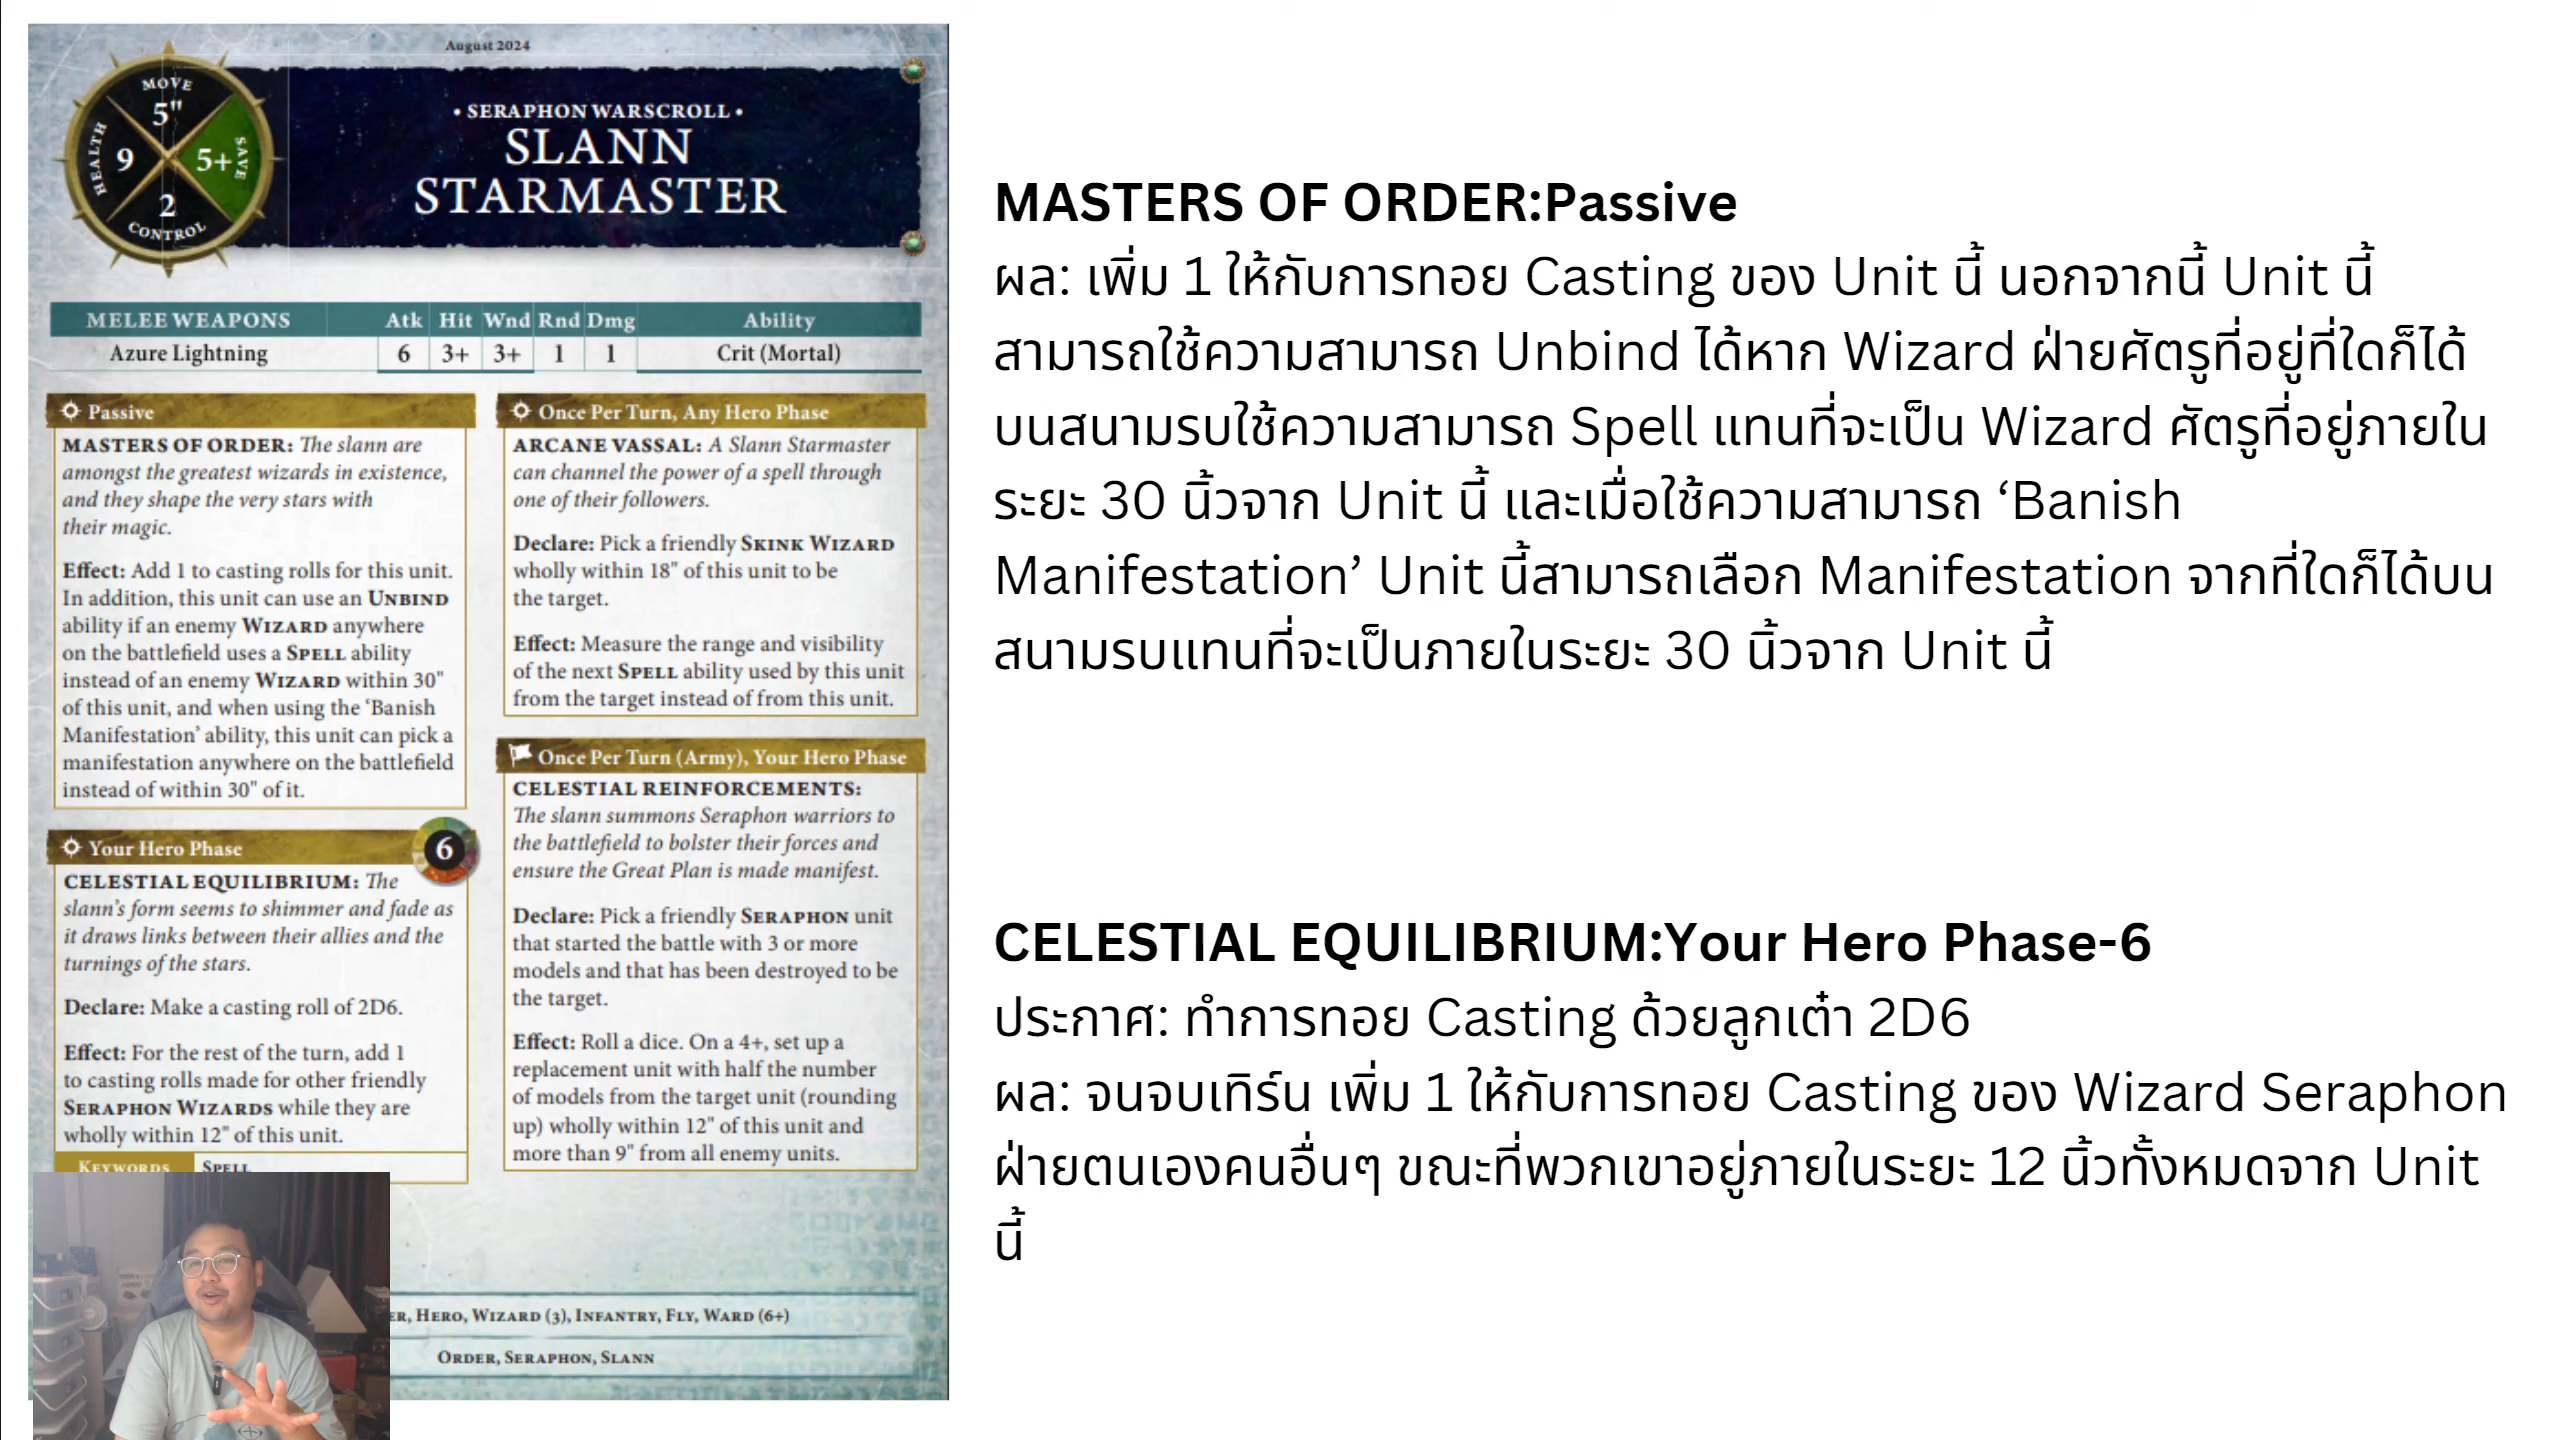 August 2024
MOVE
5"
HEALTH
9
5+
SAVE
2
CONTROL
• SERAPHON WARSCROLL •
SLANN
STARMASTER
MELEE WEAPONS Atk Hit Wnd Rnd Dmg Ability
Azure Lightning 6 3+ 3+ 1 1 Crit (Mortal)
Passive
MASTERS OF ORDER: The slann are
amongst the greatest wizards in existence,
and they shape the very stars with
their magic.
Effect: Add 1 to casting rolls for this unit.
In addition, this unit can use an UNBIND
ability if an enemy WIZARD anywhere
on the battlefield uses a SPELL ability
instead of an enemy WIZARD within 30"
of this unit, and when using the ‘Banish
Manifestation’ ability, this unit can pick a
manifestation anywhere on the battlefield
instead of within 30" of it.
Your Hero Phase
6
CELESTIAL EQUILIBRIUM: The
slann’s form seems to shimmer and fade as
it draws links between their allies and the
turnings of the stars.
Declare: Make a casting roll of 2D6.
Effect: For the rest of the turn, add 1
to casting rolls made for other friendly
SERAPHON WIZARDS while they are
wholly within 12" of this unit.
KEYWORDS SPELL
Once Per Turn, Any Hero Phase
ARCANE VASSAL: A Slann Starmaster
can channel the power of a spell through
one of their followers.
Declare: Pick a friendly SKINK WIZARD
wholly within 18" of this unit to be
the target.
Effect: Measure the range and visibility
of the next SPELL ability used by this unit
from the target instead of from this unit.
Once Per Turn (Army), Your Hero Phase
CELESTIAL REINFORCEMENTS:
The slann summons Seraphon warriors to
the battlefield to bolster their forces and
ensure the Great Plan is made manifest.
Declare: Pick a friendly SERAPHON unit
that started the battle with 3 or more
models and that has been destroyed to be
the target.
Effect: Roll a dice. On a 4+, set up a
replacement unit with half the number
of models from the target unit (rounding
up) wholly within 12" of this unit and
more than 9" from all enemy units.
ER, HERO, WIZARD (3), INFANTRY, FLY, WARD (6+)
ORDER, SERAPHON, SLANN
MASTERS OF ORDER:Passive
ผล: เพิ่ม 1 ให้กับการทอย Casting ของ Unit นี้ นอกจากนี้ Unit นี้
สามารถใช้ความสามารถ Unbind ได้หาก Wizard ฝ่ายศัตรูที่อยู่ที่ใดก็ได้
บนสนามรบใช้ความสามารถ Spell แทนที่จะเป็น Wizard ศัตรูที่อยู่ภายใน
ระยะ 30 นิ้วจาก Unit นี้ และเมื่อใช้ความสามารถ ‘Banish
Manifestation’ Unit นี้สามารถเลือก Manifestation จากที่ใดก็ได้บน
สนามรบแทนที่จะเป็นภายในระยะ 30 นิ้วจาก Unit นี้
CELESTIAL EQUILIBRIUM:Your Hero Phase-6
ประกาศ: ทำการทอย Casting ด้วยลูกเต๋า 2D6
ผล: จนจบเทิร์น เพิ่ม 1 ให้กับการทอย Casting ของ Wizard Seraphon
ฝ่ายตนเองคนอื่นๆ ขณะที่พวกเขาอยู่ภายในระยะ 12 นิ้วทั้งหมดจาก Unit
นี้